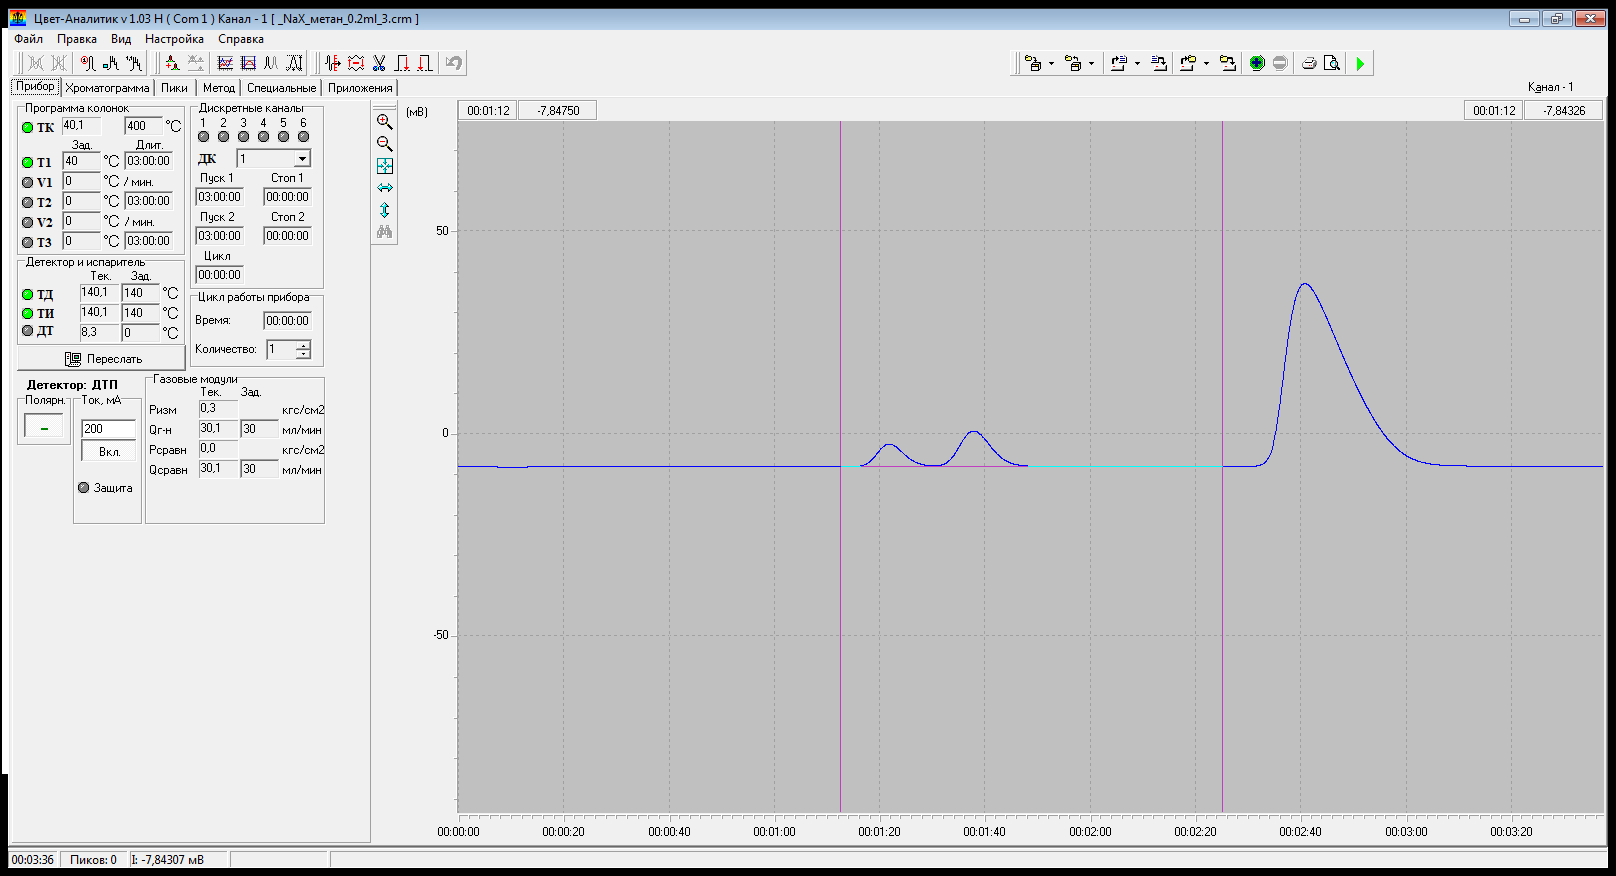 Цвет-Аналитик v 1.03 H ( Com 1 ) Канал - 1 [ _NaX_метан_0.2ml_3.crm ]
Файл Правка Вид Настройка Справка
Прибор Хроматограмма Пики Метод Специальные Приложения Канал - 1
Программа колонок
ТК 40,1 400 °C
Зад. Длит.
T1 40 °C 03:00:00
V1 0 °C / мин.
T2 0 °C 03:00:00
V2 0 °C / мин.
T3 0 °C 03:00:00
Детектор и испаритель
Тек. Зад.
ТД 140,1 140 °C
ТИ 140,1 140 °C
ДТ 8,3 0 °C
Переслать
Дискретные каналы
1 2 3 4 5 6
ДК 1
Пуск 1 Стоп 1
03:00:00 00:00:00
Пуск 2 Стоп 2
03:00:00 00:00:00
Цикл
00:00:00
Цикл работы прибора
Время: 00:00:00
Количество: 1
Детектор: ДТП
Полярн.
-
Ток, мА
200
Вкл.
Защита
Газовые модули
Тек. Зад.
Pизм 0,3 кгс/см2
Qг-н 30,1 30 мл/мин
Pсравн 0,0 кгс/см2
Qсравн 30,1 30 мл/мин
(мВ) 00:01:12 -7,84750 00:01:12 -7,84326
50
0
-50
00:00:00 00:00:20 00:00:40 00:01:00 00:01:20 00:01:40 00:02:00 00:02:20 00:02:40 00:03:00 00:03:20
00:03:36 Пиков: 0 I: -7,84307 мВ